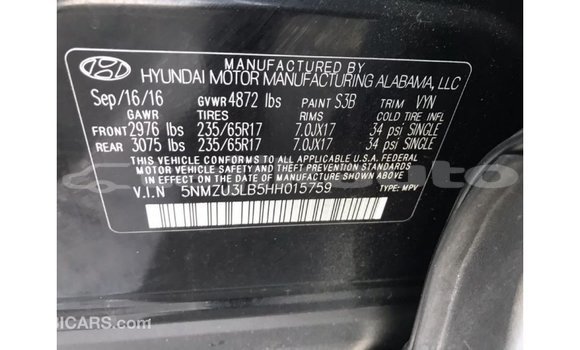 MANUFACTURED BY
HYUNDAI MOTOR MANUFACTURING ALABAMA, LLC
Sep/16/16 GVWR 4872 lbs PAINT S3B TRIM VYN
GAWR TIRES RIMS COLD TIRE INFL
FRONT 2976 lbs 235/65R17 7.0JX17 34 psi SINGLE
REAR 3075 lbs 235/65R17 7.0JX17 34 psi SINGLE
THIS VEHICLE CONFORMS TO ALL APPLICABLE U.S.A. FEDERAL
MOTOR VEHICLE SAFETY AND THEFT PREVENTION STANDARDS
IN EFFECT ON THE DATE OF MANUFACTURE SHOWN ABOVE
V.I.N 5NMZU3LB5HH015759 TYPE: MPV
BICARS.com